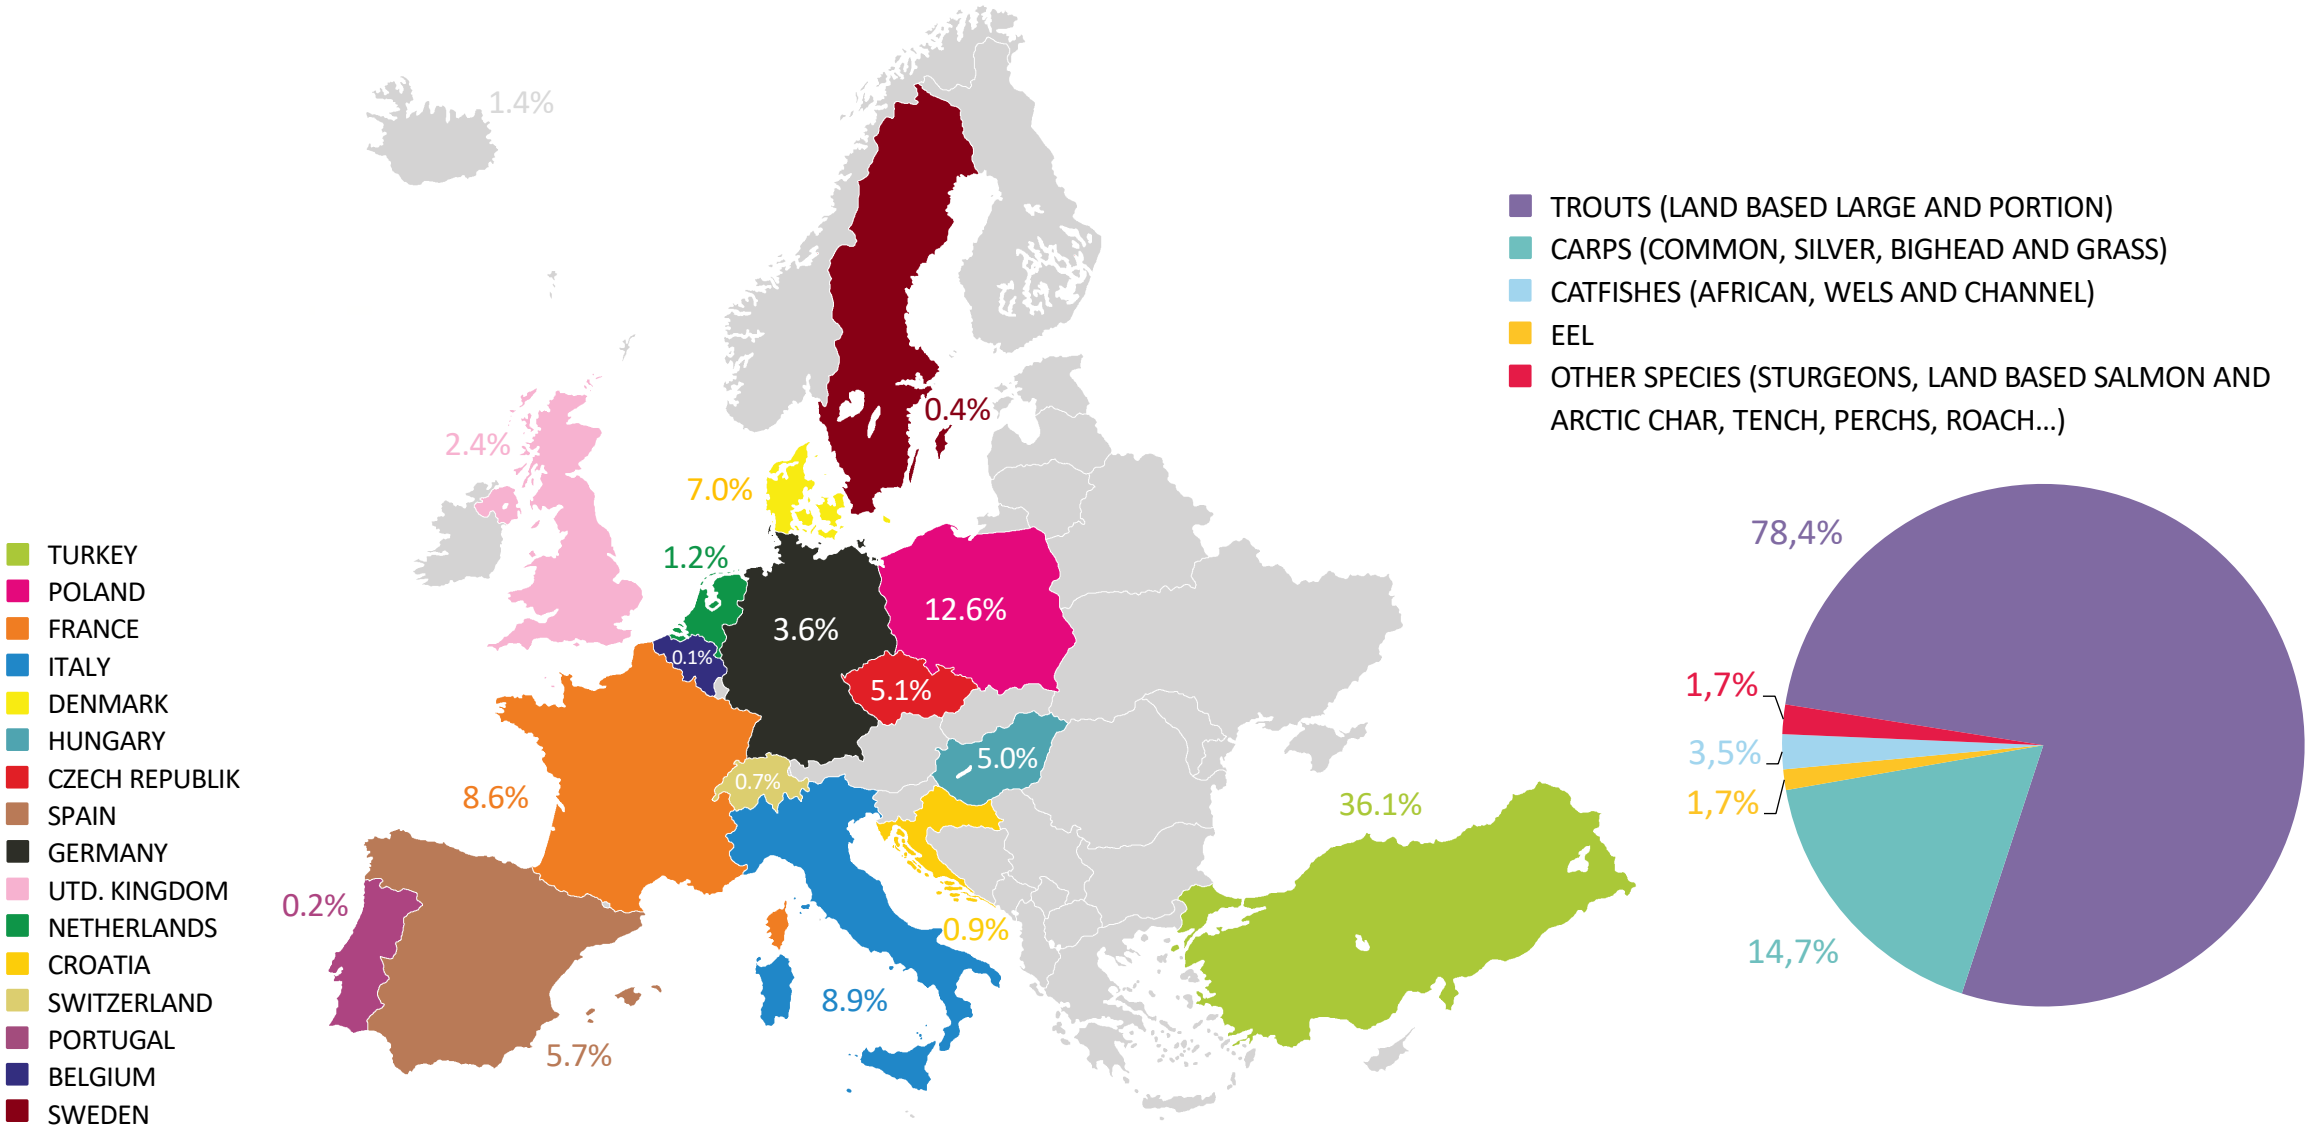 1.4%
0.4%
2.4%
7.0%
1.2%
12.6%
3.6%
0.1%
5.1%
5.0%
0.7%
8.6%
36.1%
0.2%
0.9%
8.9%
5.7%
TURKEY
POLAND
FRANCE
ITALY
DENMARK
HUNGARY
CZECH REPUBLIK
SPAIN
GERMANY
UTD. KINGDOM
NETHERLANDS
CROATIA
SWITZERLAND
PORTUGAL
BELGIUM
SWEDEN
TROUTS (LAND BASED LARGE AND PORTION)
CARPS (COMMON, SILVER, BIGHEAD AND GRASS)
CATFISHES (AFRICAN, WELS AND CHANNEL)
EEL
OTHER SPECIES (STURGEONS, LAND BASED SALMON AND
ARCTIC CHAR, TENCH, PERCHS, ROACH...)
78,4%
1,7%
3,5%
1,7%
14,7%